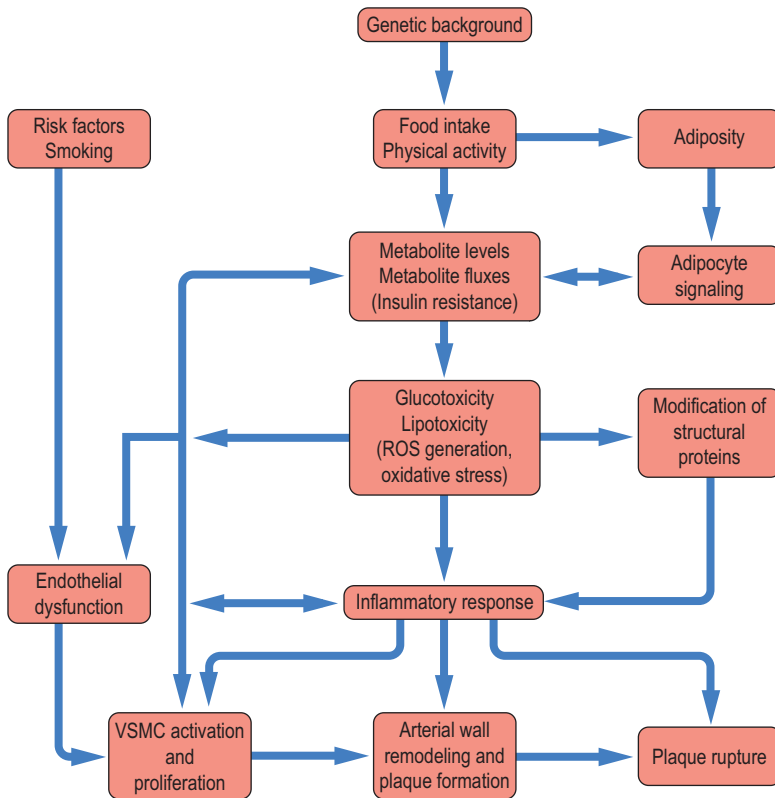 Genetic background
Risk factors
Smoking
Food intake
Physical activity
Adiposity
Metabolite levels
Metabolite fluxes
(Insulin resistance)
Adipocyte
signaling
Glucotoxicity
Lipotoxicity
(ROS generation,
oxidative stress)
Modification of
structural
proteins
Endothelial
dysfunction
Inflammatory response
VSMC activation
and
proliferation
Arterial wall
remodeling and
plaque formation
Plaque rupture